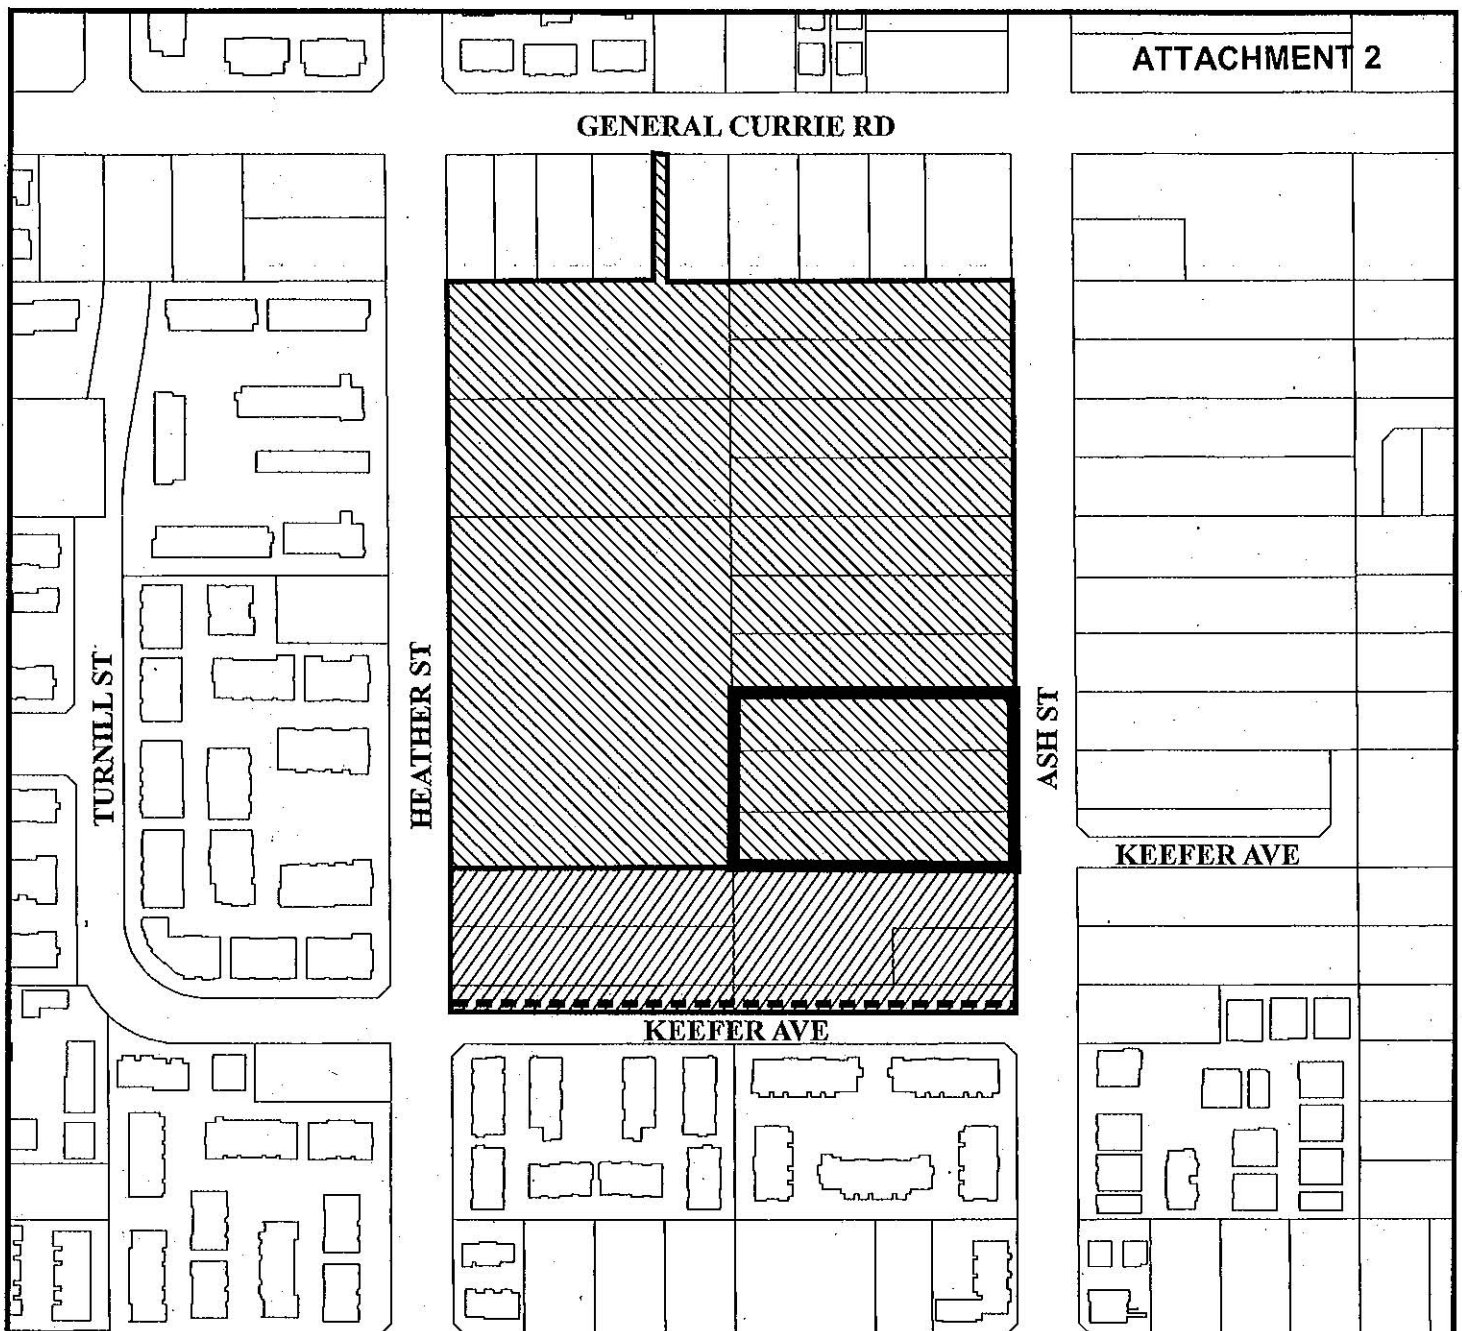 ATTACHMENT 2
GENERAL CURRIE RD
TURNILL ST
HEATHER ST
ASH ST
KEEFER AVE
KEEFER AVE